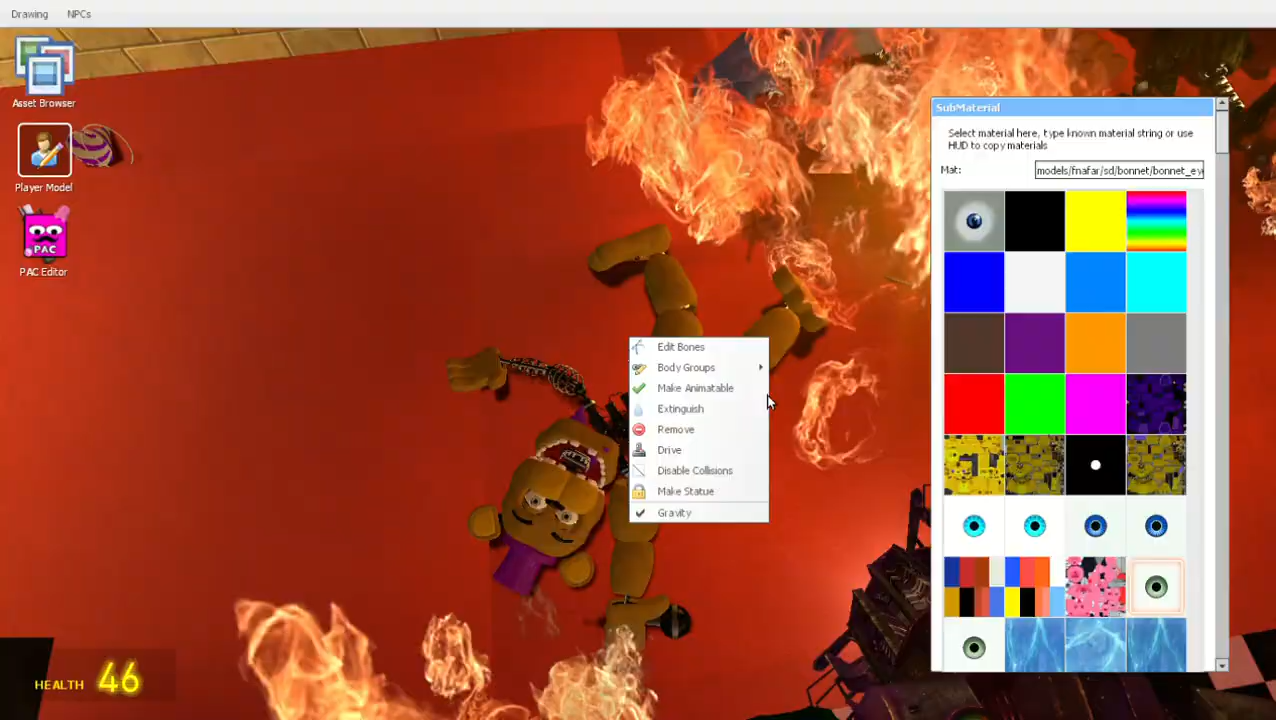 Drawing NPCs
Asset Browser
Player Model
PAC
PAC Editor
Edit Bones
Body Groups
Make Animatable
Extinguish
Remove
Drive
Disable Collisions
Make Statue
Gravity
SubMaterial
Select material here, type known material string or use
HUD to copy materials
Mat: models/fnafar/sd/bonnet/bonnet_ey
HEALTH 46